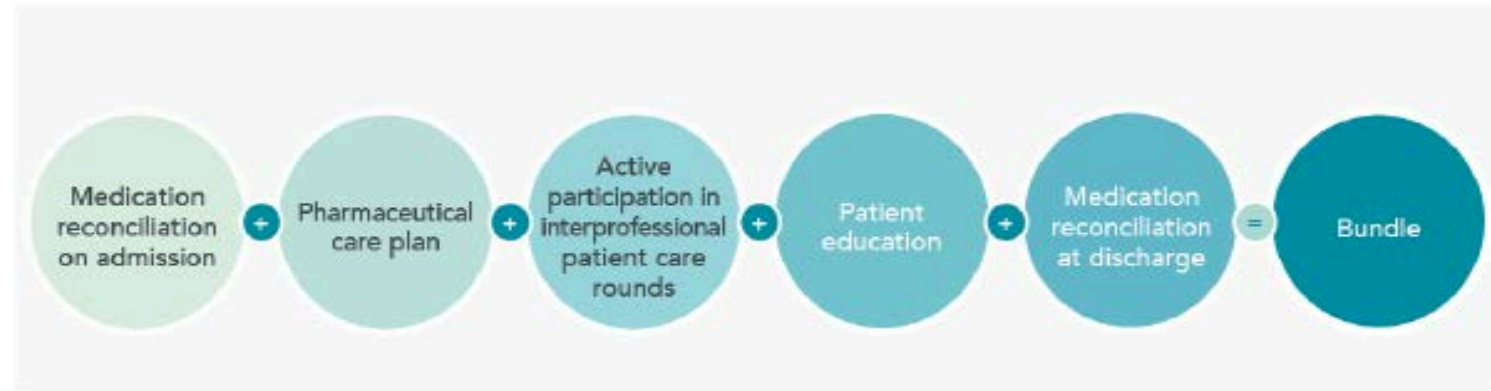 Medication
reconciliation
on admission
+
Pharmaceutical
care plan
+
Active
participation in
interprofessional
patient care
rounds
+
Patient
education
+
Medication
reconciliation
at discharge
=
Bundle